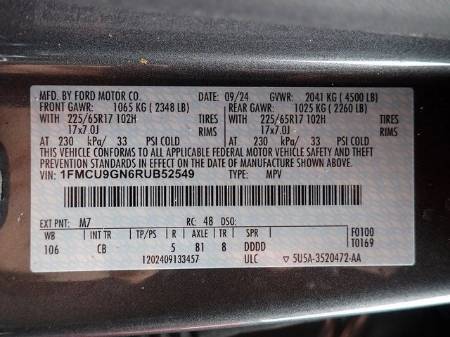 MFD. BY FORD MOTOR CO. DATE: 09/24 GVWR: 2041 KG ( 4500 LB)
FRONT GAWR: 1065 KG ( 2348 LB) REAR GAWR: 1025 KG ( 2260 LB)
WITH 225/65R17 102H TIRES WITH 225/65R17 102H TIRES
17x7.0J RIMS 17x7.0J RIMS
AT 230 kPa/ 33 PSI COLD AT 230 kPa/ 33 PSI COLD
THIS VEHICLE CONFORMS TO ALL APPLICABLE FEDERAL MOTOR VEHICLE SAFETY AND THEFT
PREVENTION STANDARDS IN EFFECT ON THE DATE OF MANUFACTURE SHOWN ABOVE.
VIN: 1FMCU9GN6RUB52549 TYPE: MPV
EXT PNT: M7 RC: 48 DSO:
WB INT TR R AXLE TR SPR F0100
106 CB 5 B1 8 DDDD T0169
1202409133457 ULC 5U5A-3520472-AA